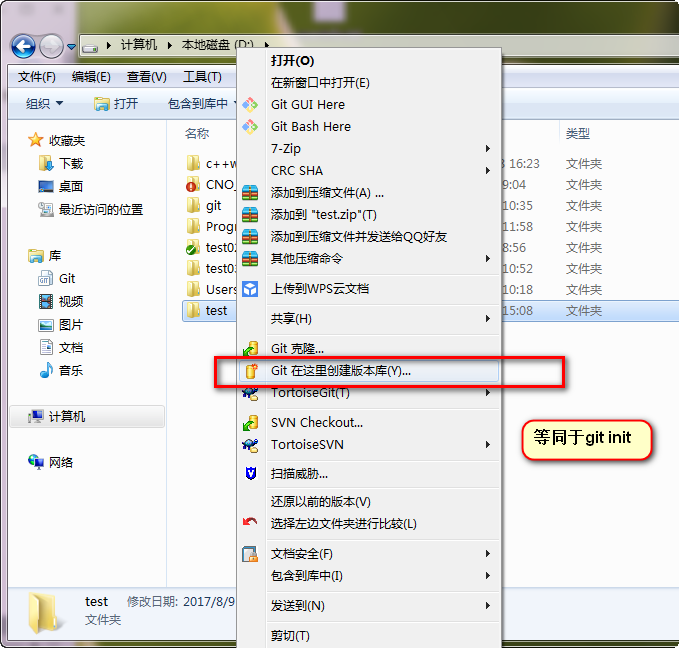 计算机 本地磁盘 (D:)
文件(F) 编辑(E) 查看(V) 工具(T)
组织 打开 包含到库中
收藏夹
下载
桌面
最近访问的位置
库
Git
视频
图片
文档
音乐
计算机
网络
名称 类型
c++w 16:23 文件夹
CNO_ 9:04 文件夹
git 10:35 文件夹
Progr 11:58 文件夹
test02 8:56 文件夹
test03 10:52 文件夹
Users 10:18 文件夹
test 15:08 文件夹
打开(O)
在新窗口中打开(E)
Git GUI Here
Git Bash Here
7-Zip
CRC SHA
添加到压缩文件(A) ...
添加到 "test.zip"(T)
添加到压缩文件并发送给QQ好友
其他压缩命令
上传到WPS云文档
共享(H)
Git 克隆...
Git 在这里创建版本库(Y)...
TortoiseGit(T)
SVN Checkout...
TortoiseSVN
扫描威胁...
还原以前的版本(V)
选择左边文件夹进行比较(L)
文档安全(F)
包含到库中(I)
发送到(N)
剪切(T)
等同于git init
test 修改日期: 2017/8/9
文件夹